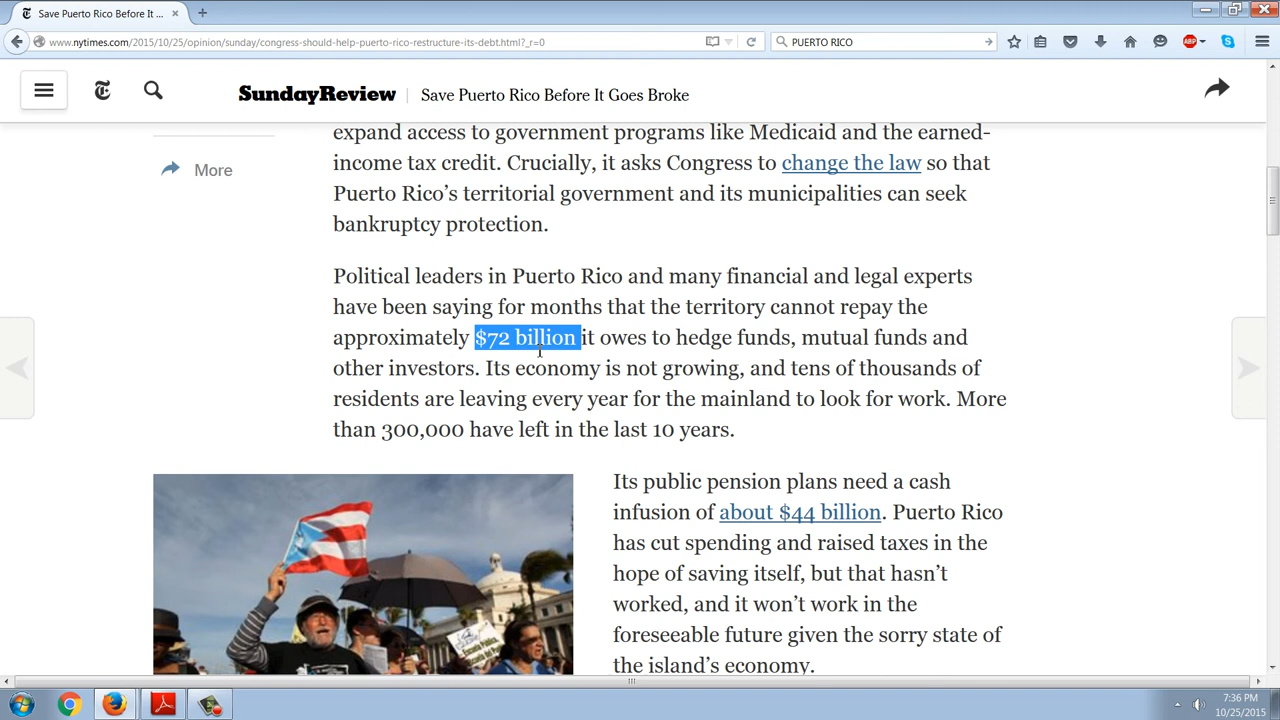 Save Puerto Rico Before It ...
www.nytimes.com/2015/10/25/opinion/sunday/congress-should-help-puerto-rico-restructure-its-debt.html?_r=0
PUERTO RICO
ABP
SundayReview | Save Puerto Rico Before It Goes Broke
More
expand access to government programs like Medicaid and the earned-
income tax credit. Crucially, it asks Congress to change the law so that
Puerto Rico’s territorial government and its municipalities can seek
bankruptcy protection.
Political leaders in Puerto Rico and many financial and legal experts
have been saying for months that the territory cannot repay the
approximately $72 billion it owes to hedge funds, mutual funds and
other investors. Its economy is not growing, and tens of thousands of
residents are leaving every year for the mainland to look for work. More
than 300,000 have left in the last 10 years.
Its public pension plans need a cash
infusion of about $44 billion. Puerto Rico
has cut spending and raised taxes in the
hope of saving itself, but that hasn’t
worked, and it won’t work in the
foreseeable future given the sorry state of
the island’s economy.
7:36 PM
10/25/2015